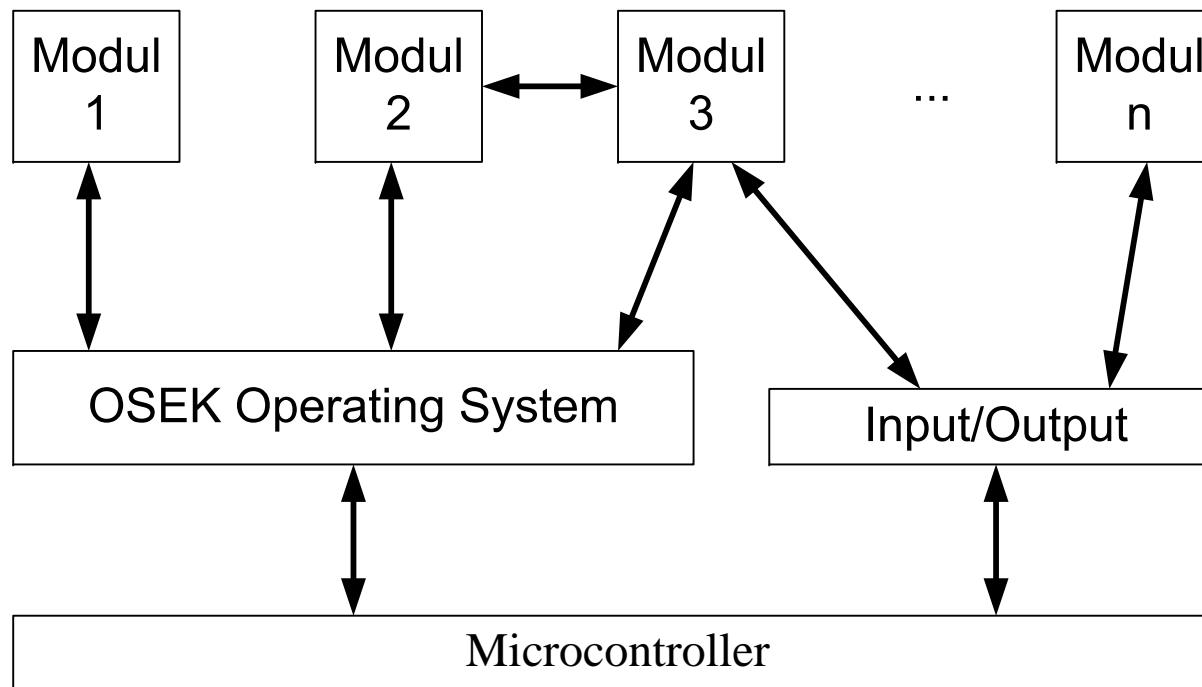 Modul
1
Modul
2
Modul
3
...
Modul
n
OSEK Operating System
Input/Output
Microcontroller